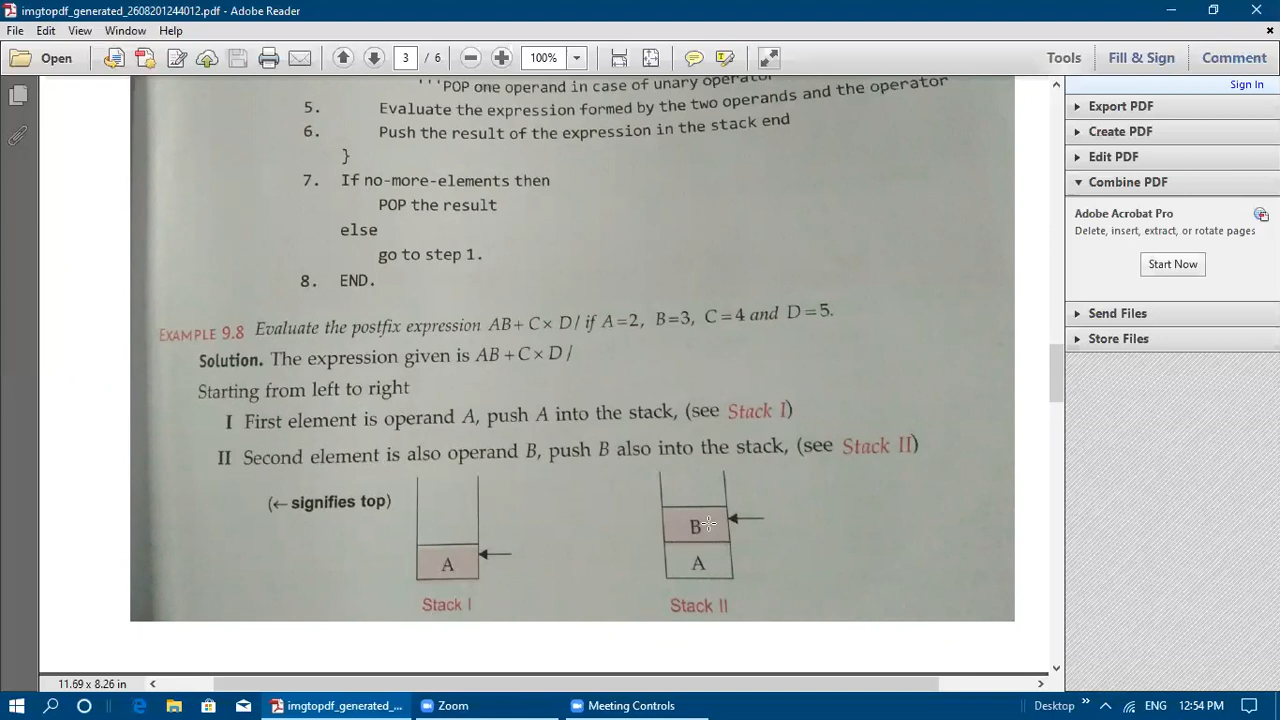 imgtopdf_generated_2608201244012.pdf - Adobe Reader
File Edit View Window Help
Open 3 / 6 100% Tools Fill & Sign Comment
Sign In
Export PDF
Create PDF
Edit PDF
Combine PDF
Adobe Acrobat Pro
Delete, insert, extract, or rotate pages
Start Now
Send Files
Store Files
'''POP one operand in case of unary operator
5. Evaluate the expression formed by the two operands and the operator
6. Push the result of the expression in the stack end
}
7. If no-more-elements then
POP the result
else
go to step 1.
8. END.
EXAMPLE 9.8 Evaluate the postfix expression AB+ C× D/ if A=2, B=3, C=4 and D=5.
Solution. The expression given is AB+C×D/
Starting from left to right
I First element is operand A, push A into the stack, (see Stack I)
II Second element is also operand B, push B also into the stack, (see Stack II)
(← signifies top)
A
Stack I
B
A
Stack II
11.69 x 8.26 in
imgtopdf_generated_... Zoom Meeting Controls Desktop » ENG 12:54 PM